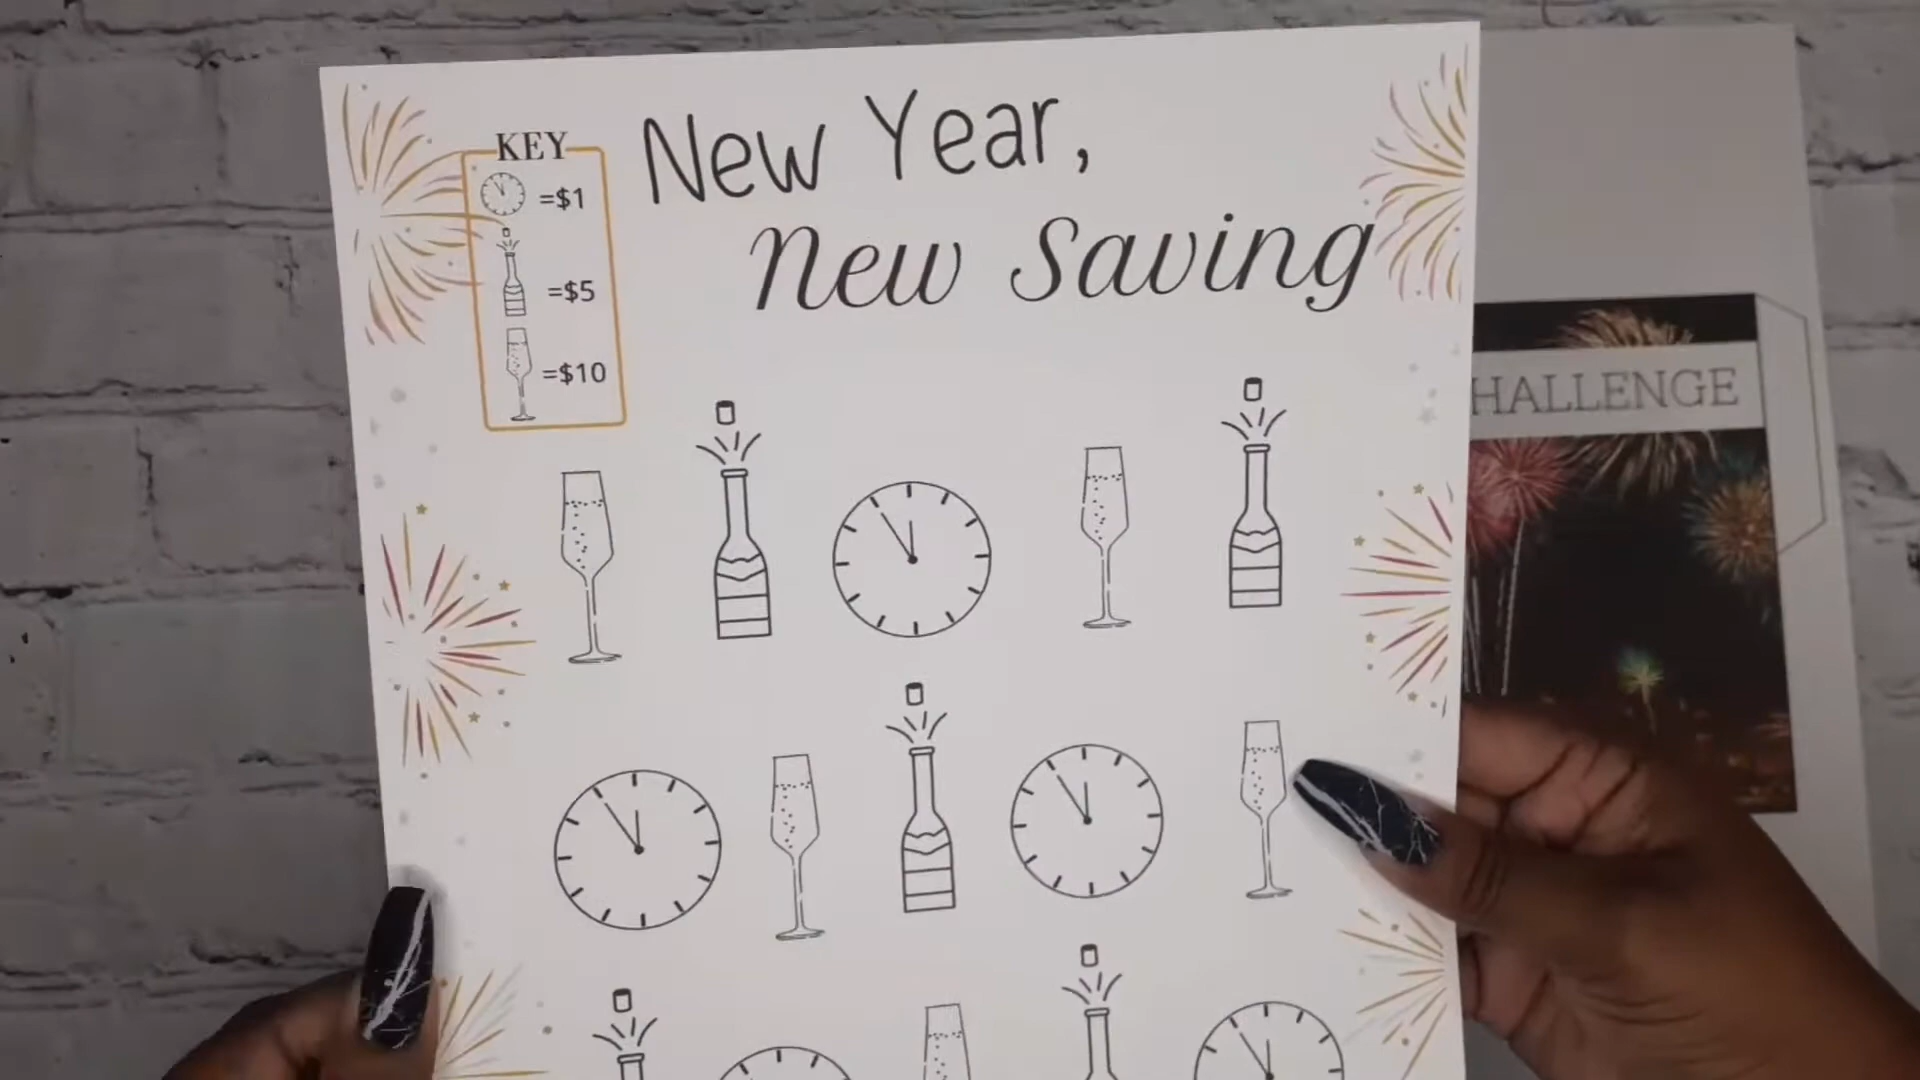 KEY
=$1
=$5
=$10
New Year,
New Saving
HALLENGE